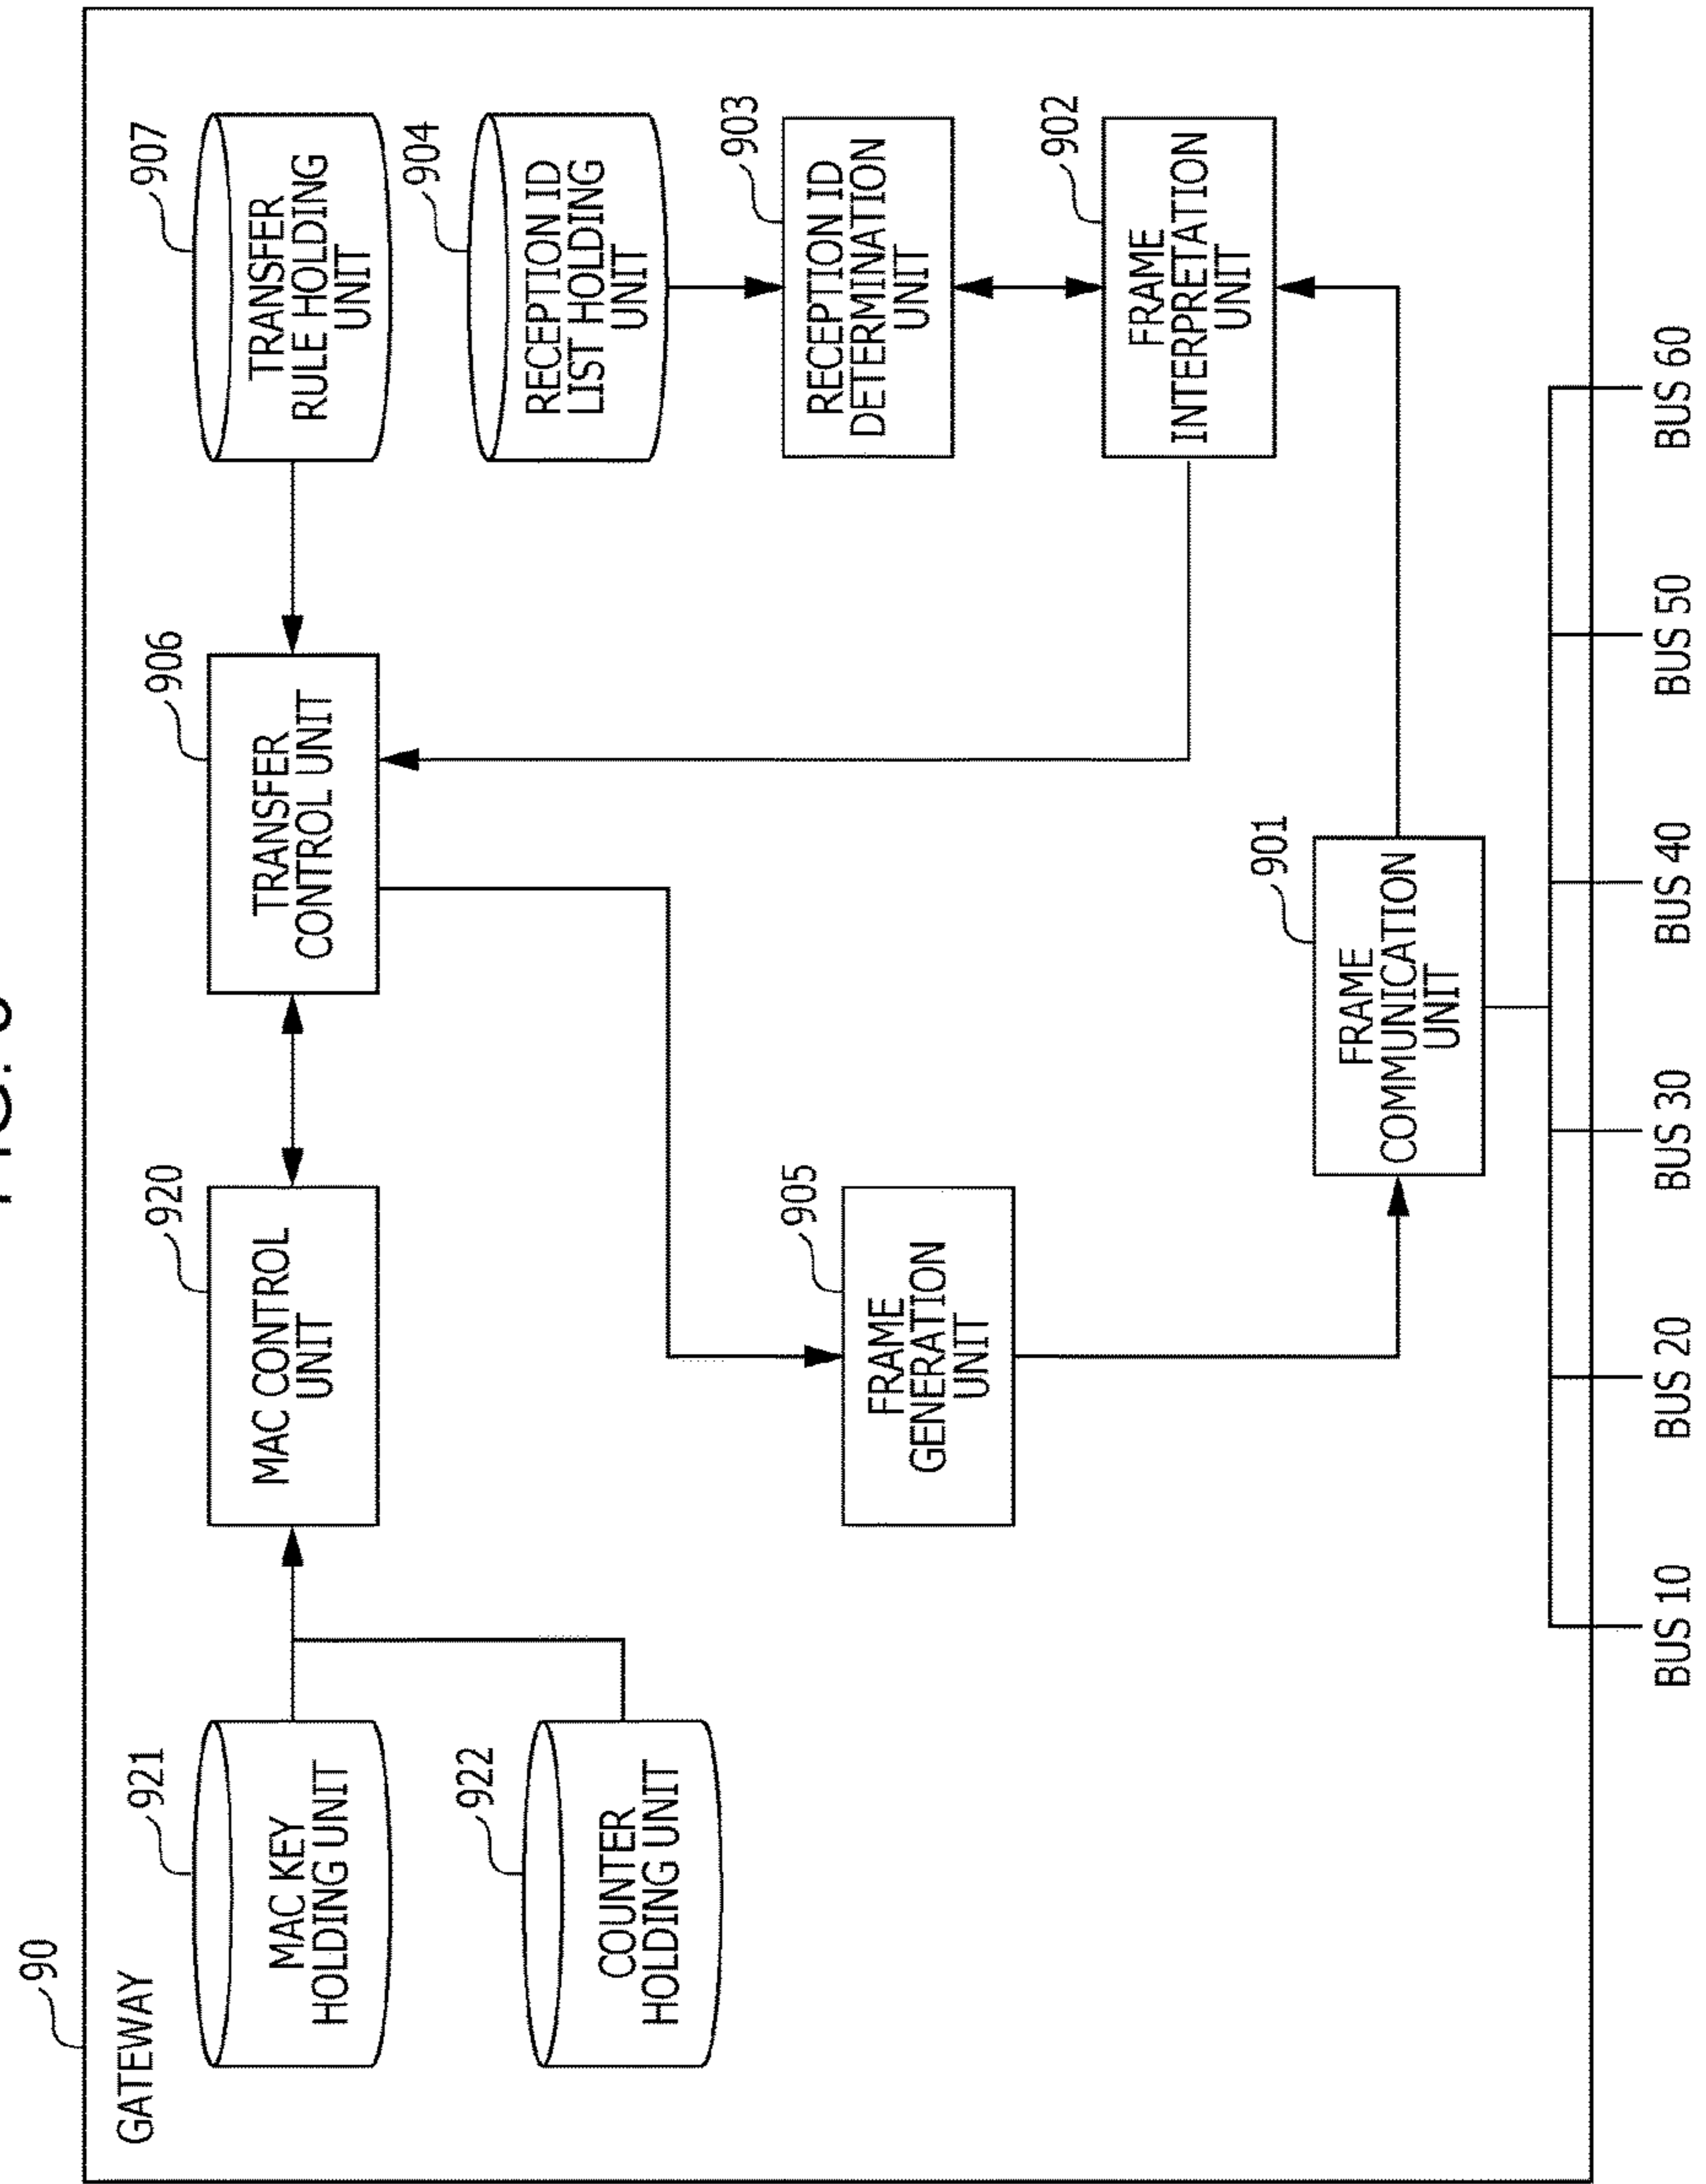 90
GATEWAY
921
MAC KEY
HOLDING UNIT
920
MAC CONTROL
UNIT
906
TRANSFER
CONTROL UNIT
907
TRANSFER
RULE HOLDING
UNIT
922
COUNTER
HOLDING UNIT
904
RECEPTION ID
LIST HOLDING
UNIT
905
FRAME
GENERATION
UNIT
903
RECEPTION ID
DETERMINATION
UNIT
902
FRAME
INTERPRETATION
UNIT
901
FRAME
COMMUNICATION
UNIT
BUS 10
BUS 20
BUS 30
BUS 40
BUS 50
BUS 60